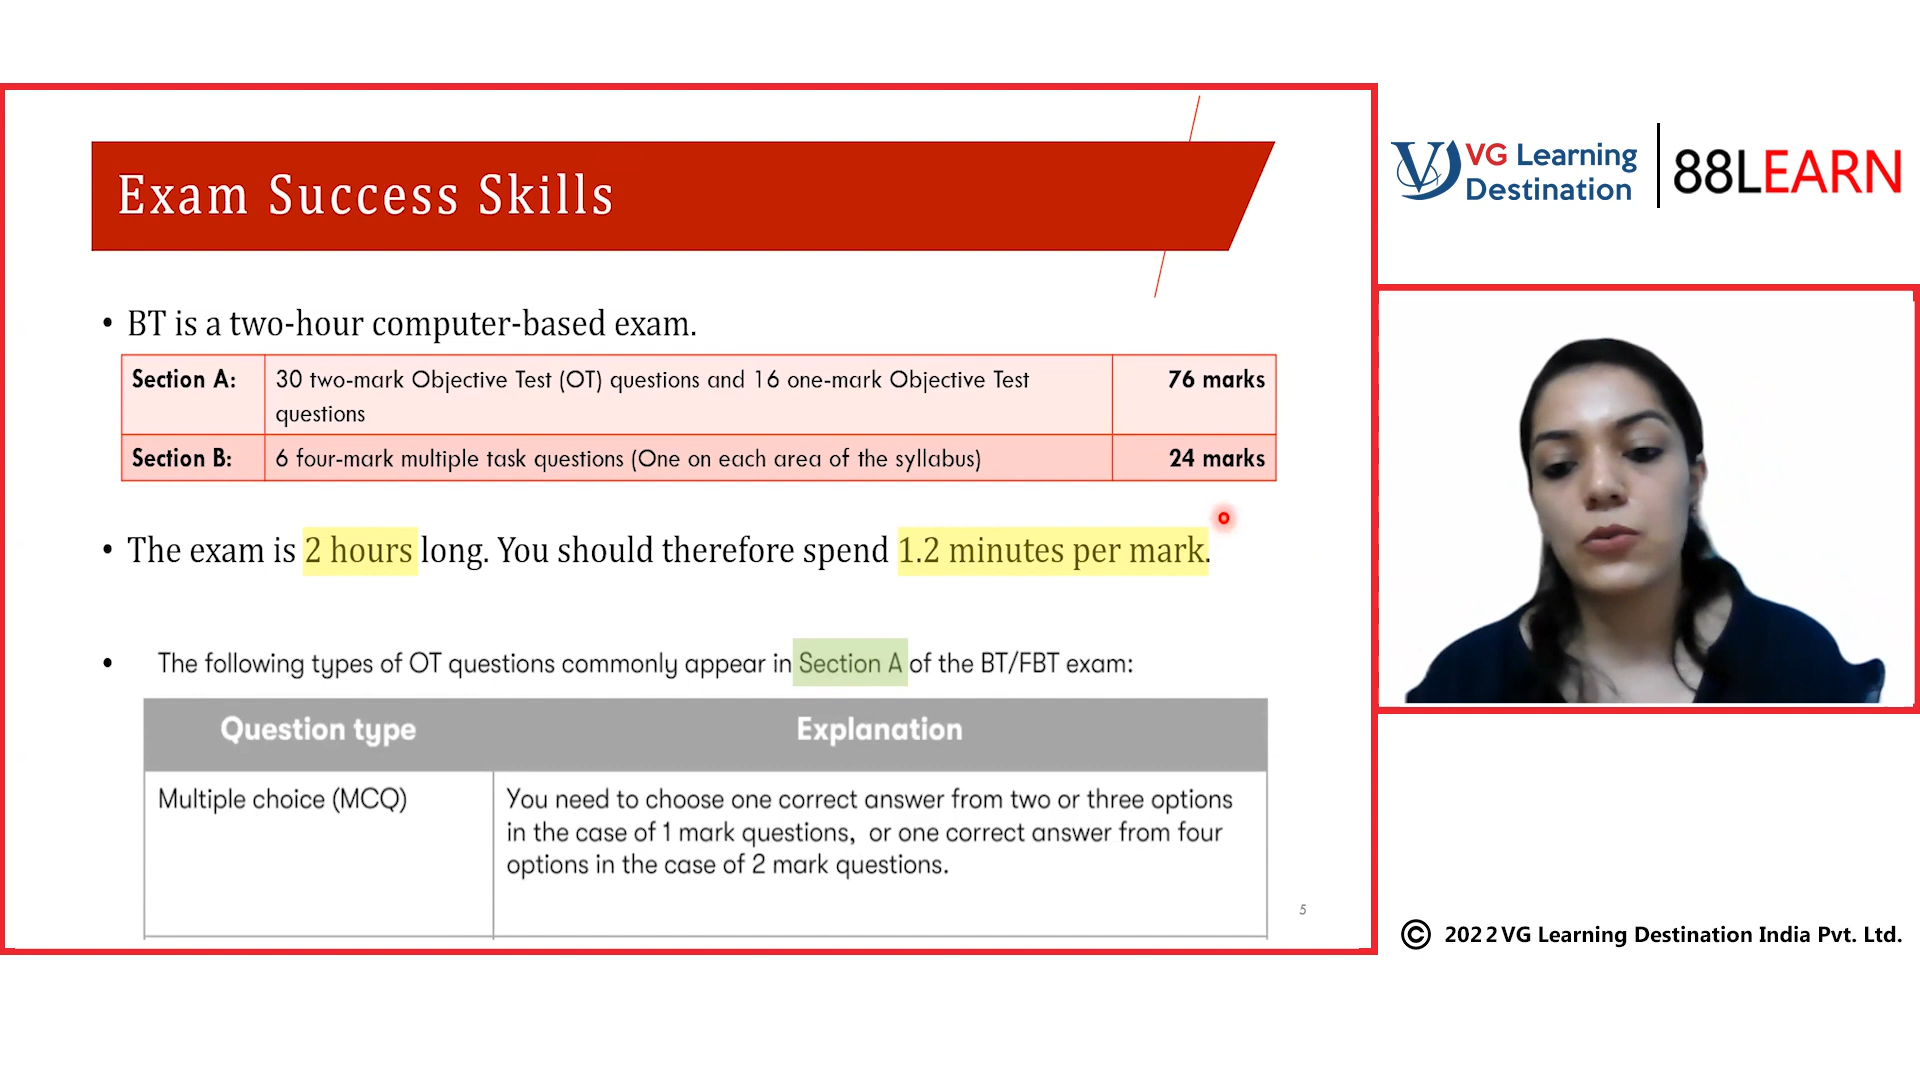 Exam Success Skills
• BT is a two-hour computer-based exam.
Section A: 30 two-mark Objective Test (OT) questions and 16 one-mark Objective Test 76 marks
questions
Section B: 6 four-mark multiple task questions (One on each area of the syllabus) 24 marks
• The exam is 2 hours long. You should therefore spend 1.2 minutes per mark.
• The following types of OT questions commonly appear in Section A of the BT/FBT exam:
Question type Explanation
Multiple choice (MCQ) You need to choose one correct answer from two or three options
in the case of 1 mark questions, or one correct answer from four
options in the case of 2 mark questions.
5
VG Learning
Destination
88LEARN
© 2022 VG Learning Destination India Pvt. Ltd.